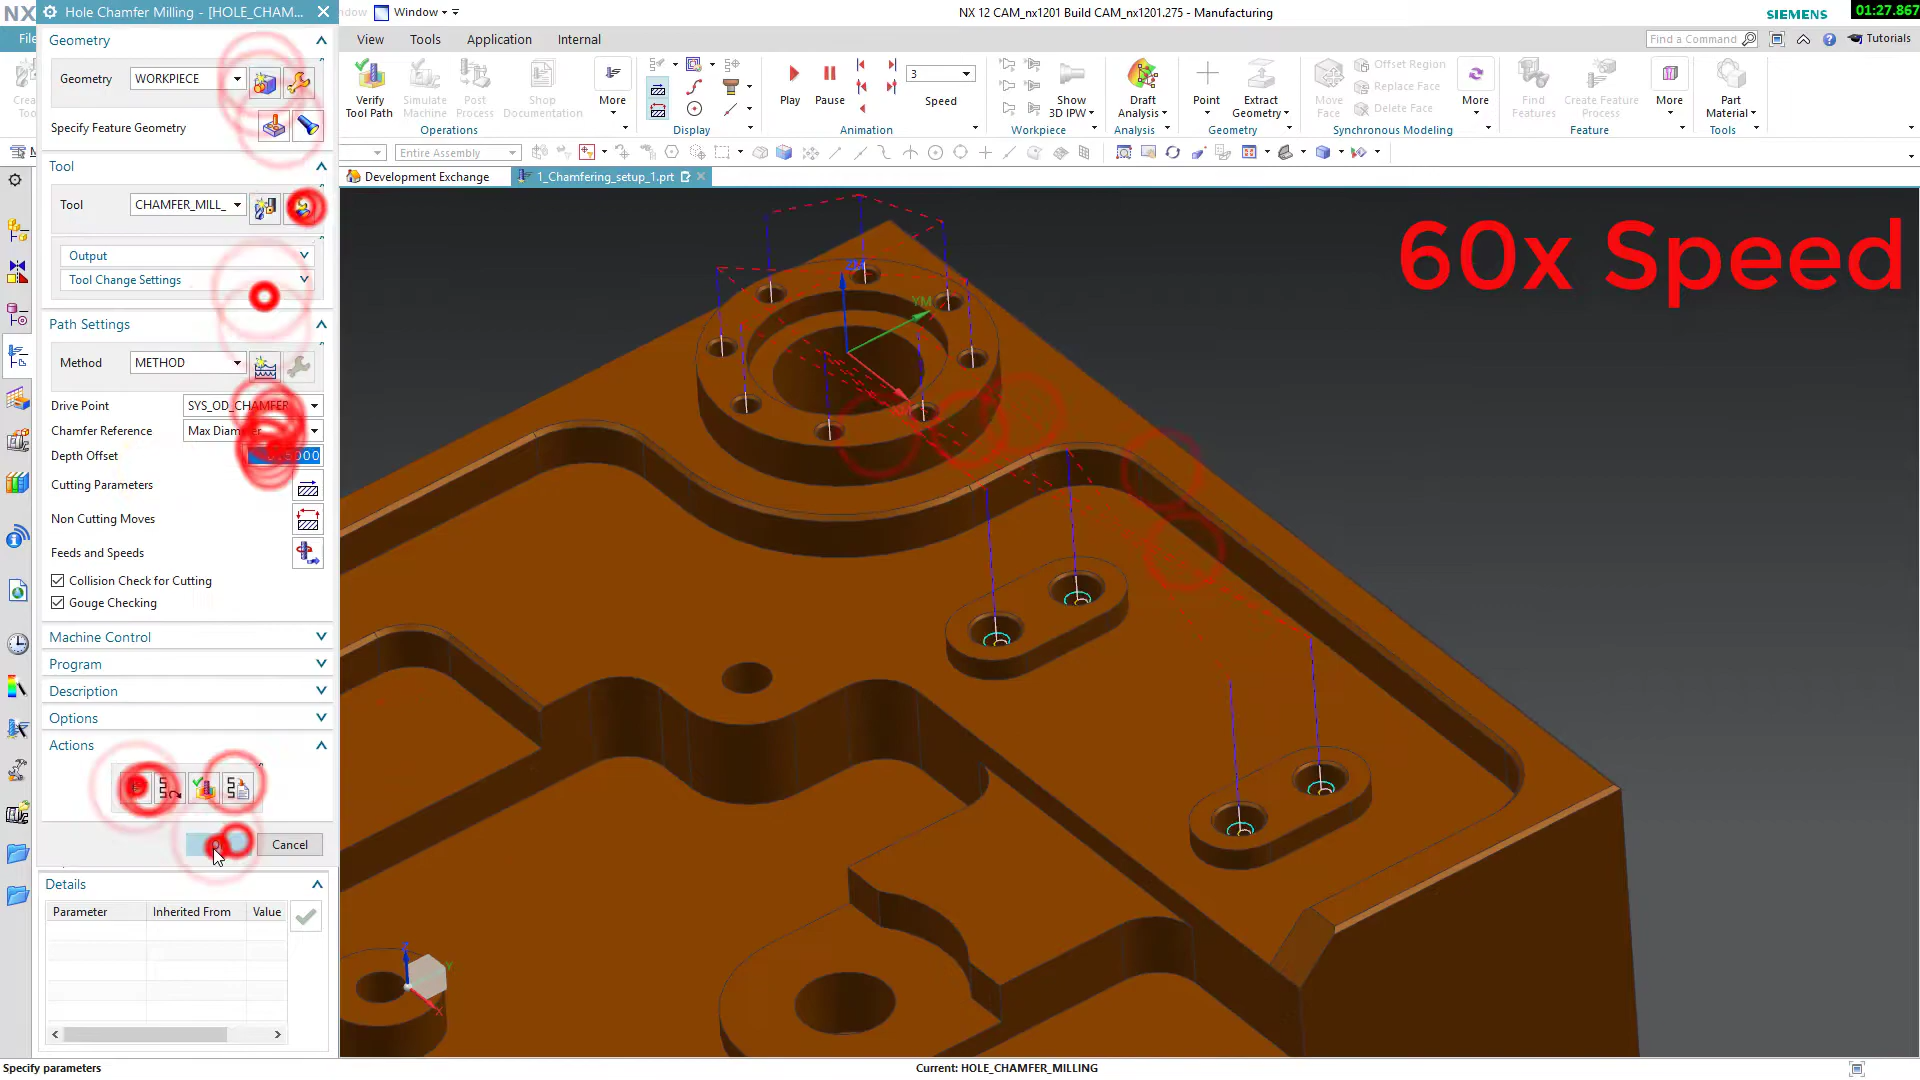 NX
Hole Chamfer Milling - [HOLE_CHAM...
Window
NX 12 CAM_nx1201 Build CAM_nx1201.275 - Manufacturing
SIEMENS
01:27.867
File
View
Tools
Application
Internal
Find a Command
Tutorials
Geometry
Geometry
WORKPIECE
Specify Feature Geometry
Tool
Tool
CHAMFER_MILL_
Output
Tool Change Settings
Path Settings
Method
METHOD
Drive Point
SYS_OD_CHAMFER
Chamfer Reference
Depth Offset
Cutting Parameters
Non Cutting Moves
Feeds and Speeds
Collision Check for Cutting
Gouge Checking
Machine Control
Program
Description
Options
Actions
Cancel
Details
Parameter
Inherited From
Value
Verify
Tool Path
Simulate
Machine
Post
Process
Shop
Documentation
More
Operations
Display
Play
Pause
3
Speed
Animation
Show
3D IPW
Workpiece
Draft
Analysis
Analysis
Point
Extract
Geometry
Geometry
Move
Face
Offset Region
Replace Face
Delete Face
More
Synchronous Modeling
Find
Features
Create Feature
Process
More
Feature
Part
Material
Tools
Entire Assembly
Development Exchange
1_Chamfering_setup_1.prt
60x Speed
YM
Specify parameters
Current: HOLE_CHAMFER_MILLING